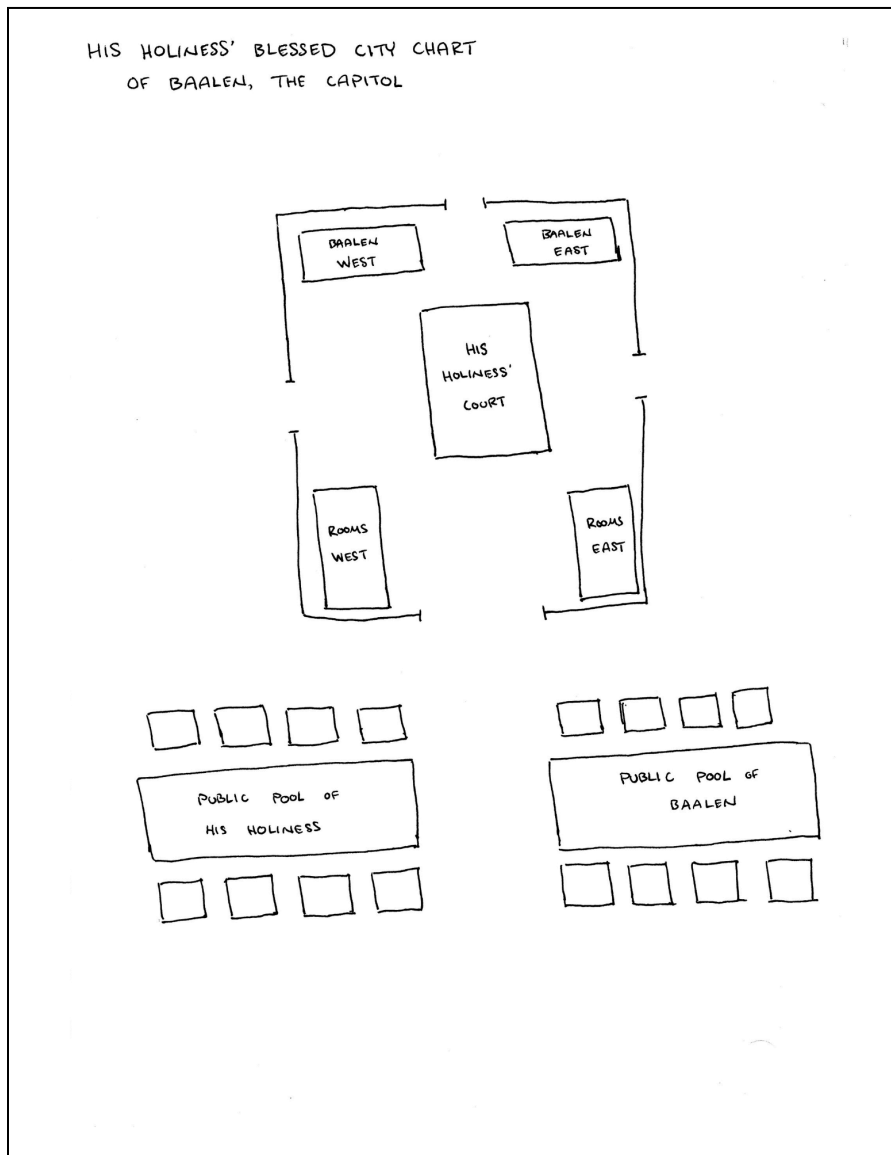 HIS HOLINESS' BLESSED CITY CHART
OF BAALEN, THE CAPITOL
BAALEN
WEST
BAALEN
EAST
HIS
HOLINESS'
COURT
ROOMS
WEST
ROOMS
EAST
PUBLIC POOL OF
HIS HOLINESS
PUBLIC POOL OF
BAALEN